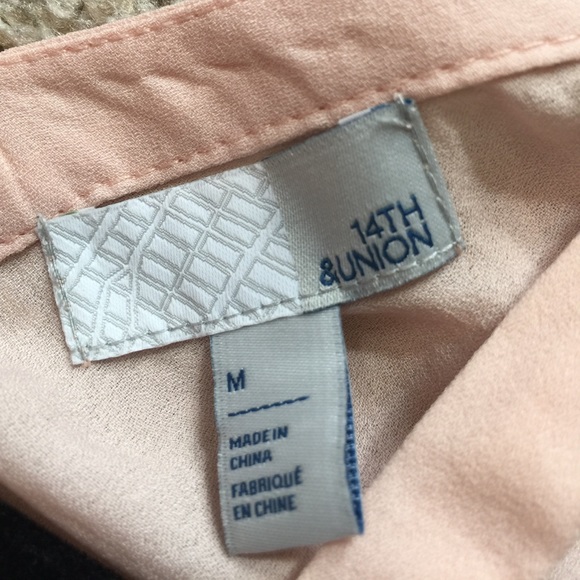 14TH
&UNION
M
MADE IN
CHINA
FABRIQUÉ
EN CHINE